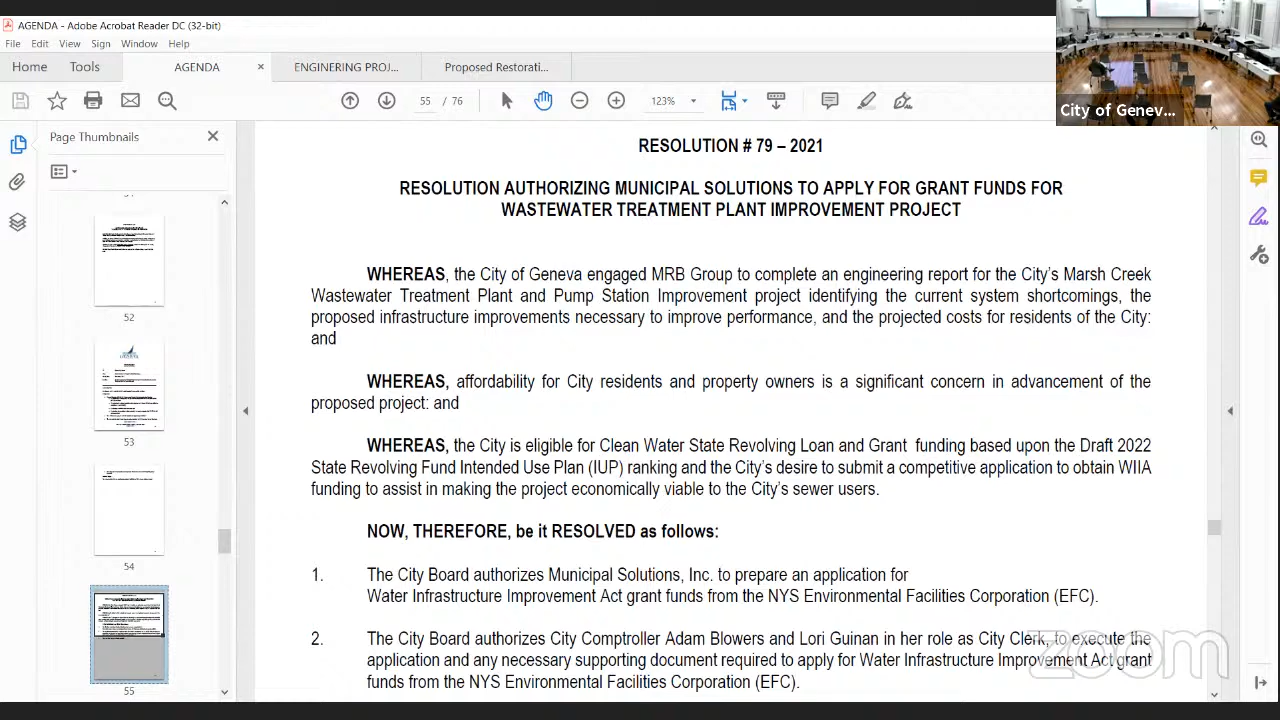 AGENDA - Adobe Acrobat Reader DC (32-bit)
File Edit View Sign Window Help
Home Tools AGENDA × ENGINERING PROJ... Proposed Restorati...
55 / 76 123%
City of Genev...
Page Thumbnails
52
53
54
55
RESOLUTION # 79 – 2021
RESOLUTION AUTHORIZING MUNICIPAL SOLUTIONS TO APPLY FOR GRANT FUNDS FOR
WASTEWATER TREATMENT PLANT IMPROVEMENT PROJECT
WHEREAS, the City of Geneva engaged MRB Group to complete an engineering report for the City's Marsh Creek
Wastewater Treatment Plant and Pump Station Improvement project identifying the current system shortcomings, the
proposed infrastructure improvements necessary to improve performance, and the projected costs for residents of the City:
and
WHEREAS, affordability for City residents and property owners of a significant concern in advancement of the
proposed project: and
WHEREAS, the City is eligible for Clean Water State Revolving Loan and Grant funding based upon the Draft 2022
State Revolving Fund Intended Use Plan (IUP) ranking and the City's desire to submit a competitive application to obtain WIIA
funding to assist in making the project economically viable to the City's sewer users.
NOW, THEREFORE, be it RESOLVED as follows:
1. The City Board authorizes Municipal Solutions, Inc. to prepare an application for
Water Infrastructure Improvement Act grant funds from the NYS Environmental Facilities Corporation (EFC).
2. The City Board authorizes City Comptroller Adam Blowers and Lori Guinan in her role as City Clerk, to execute the
application and any necessary supporting document required to apply for Water Infrastructure Improvement Act grant
funds from the NYS Environmental Facilities Corporation (EFC).
zoom